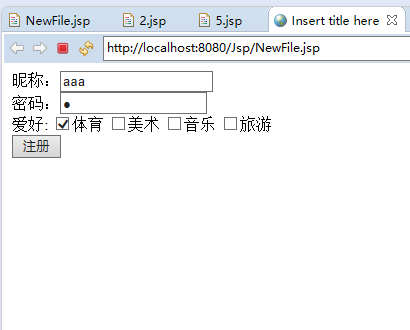 NewFile.jsp 2.jsp 5.jsp Insert title here
http://localhost:8080/Jsp/NewFile.jsp
昵称: aaa
密码: ●
爱好: 体育 美术 音乐 旅游
注册